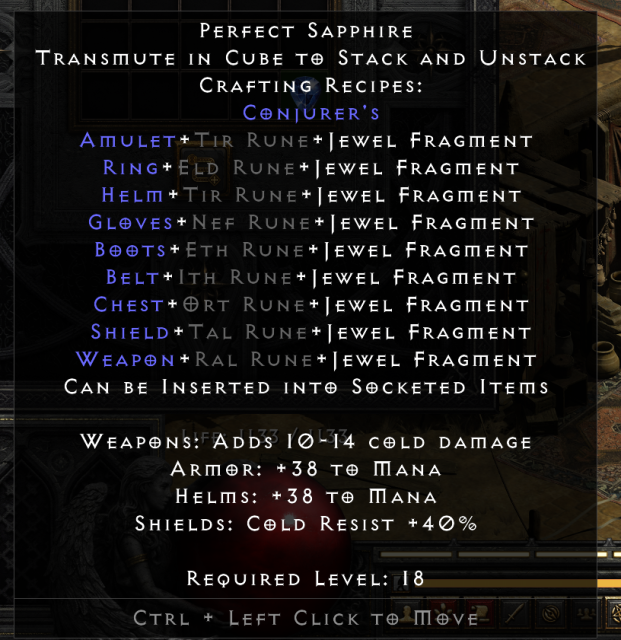 Perfect Sapphire
Transmute in Cube to Stack and Unstack
Crafting Recipes:
Conjurer's
Amulet+Tir Rune+Jewel Fragment
Ring+Eld Rune+Jewel Fragment
Helm+Tir Rune+Jewel Fragment
Gloves+Nef Rune+Jewel Fragment
Boots+Eth Rune+Jewel Fragment
Belt+Ith Rune+Jewel Fragment
Chest+Ort Rune+Jewel Fragment
Shield+Tal Rune+Jewel Fragment
Weapon+Ral Rune+Jewel Fragment
Can be Inserted into Socketed Items
Life: 1133 / 1133
Weapons: Adds 10-14 cold damage
Armor: +38 to Mana
Helms: +38 to Mana
Shields: Cold Resist +40%
Required Level: 18
Ctrl + Left Click to Move